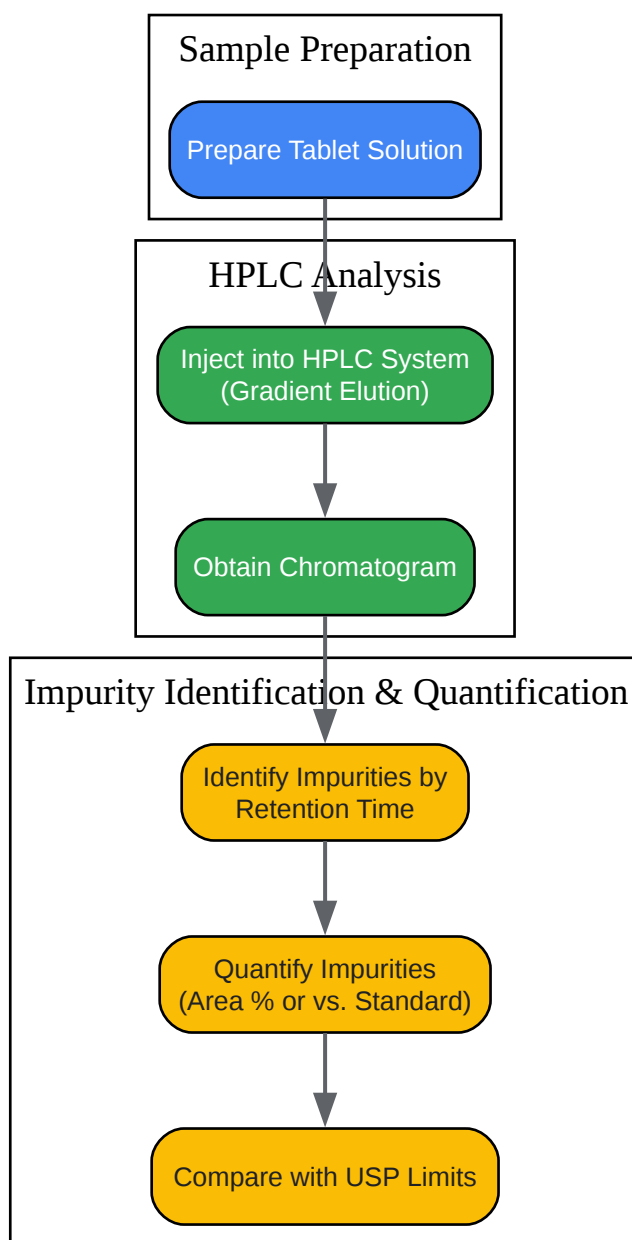 Sample Preparation
Prepare Tablet Solution
HPLC Analysis
Inject into HPLC System
(Gradient Elution)
Obtain Chromatogram
Impurity Identification & Quantification
Identify Impurities by
Retention Time
Quantify Impurities
(Area % or vs. Standard)
Compare with USP Limits